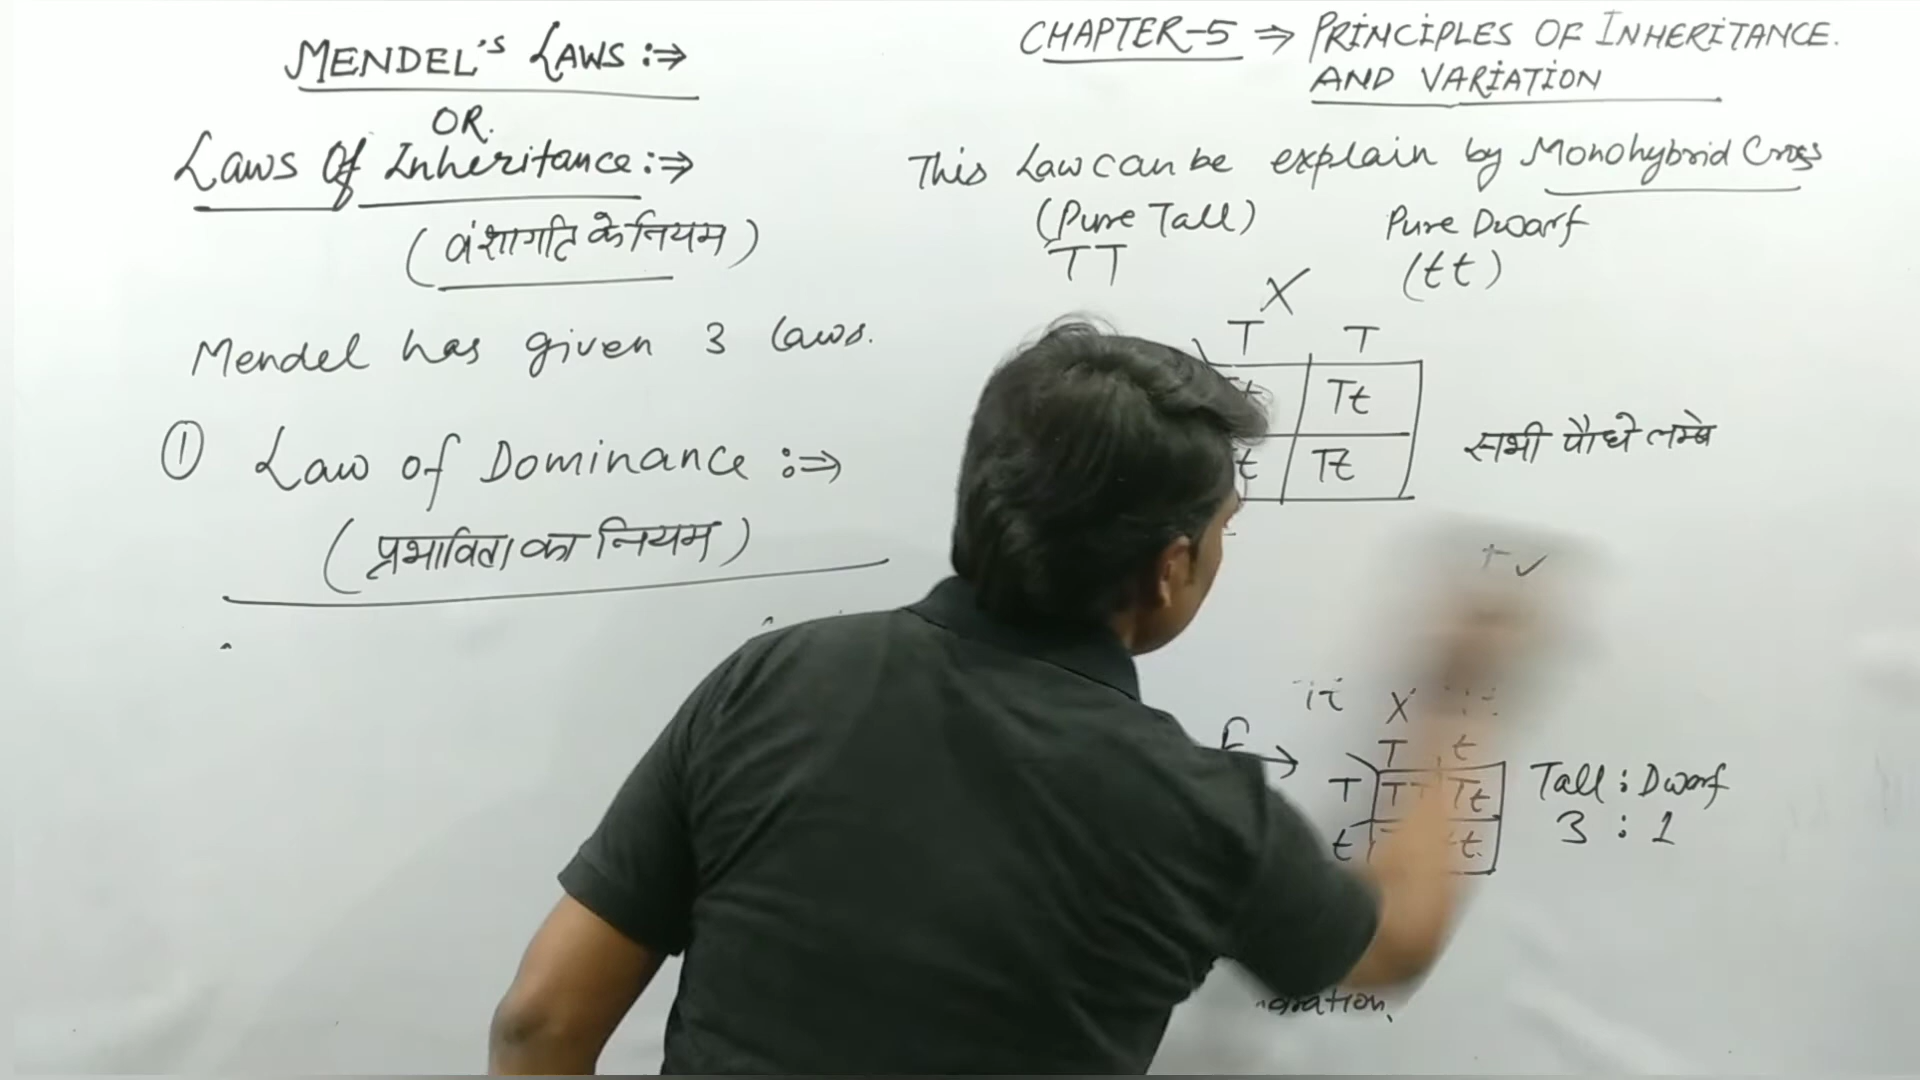 MENDEL'S LAWS :⇒
OR.
Laws Of Inheritance :⇒
(वंशागति के नियम)
Mendel has given 3 laws.
① Law of Dominance :⇒
(प्रभाविता का नियम)
CHAPTER-5 ⇒ PRINCIPLES OF INHERITANCE.
AND VARIATION
This Law can be explain by Monohybrid Cross
(Pure Tall) Pure Dwarf
TT (tt)
X
T T
Tt
t Tt
सभी पौधे लम्बे
X
T t
T TT Tt
t t
Tall : Dwarf
3 : 1